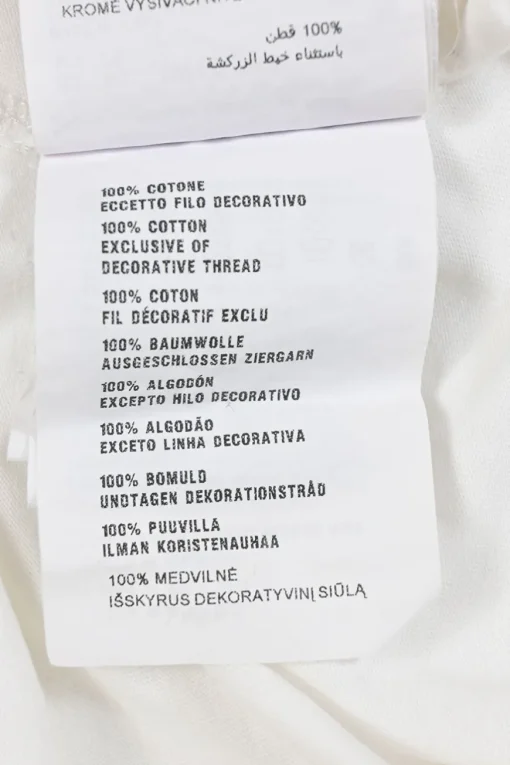 KROMĚ VYŠÍVACÍ
100% قطن
باستثناء خيط الزركشة
100% COTONE
ECCETTO FILO DECORATIVO
100% COTTON
EXCLUSIVE OF
DECORATIVE THREAD
100% COTON
FIL DÉCORATIF EXCLU
100% BAUMWOLLE
AUSGESCHLOSSEN ZIERGARN
100% ALGODÓN
EXCEPTO HILO DECORATIVO
100% ALGODÃO
EXCETO LINHA DECORATIVA
100% BOMULD
UNDTAGEN DEKORATIONSTRÅD
100% PUUVILLA
ILMAN KORISTENAUHAA
100% MEDVILNĖ
IŠSKYRUS DEKORATYVINĮ SIŪLĄ